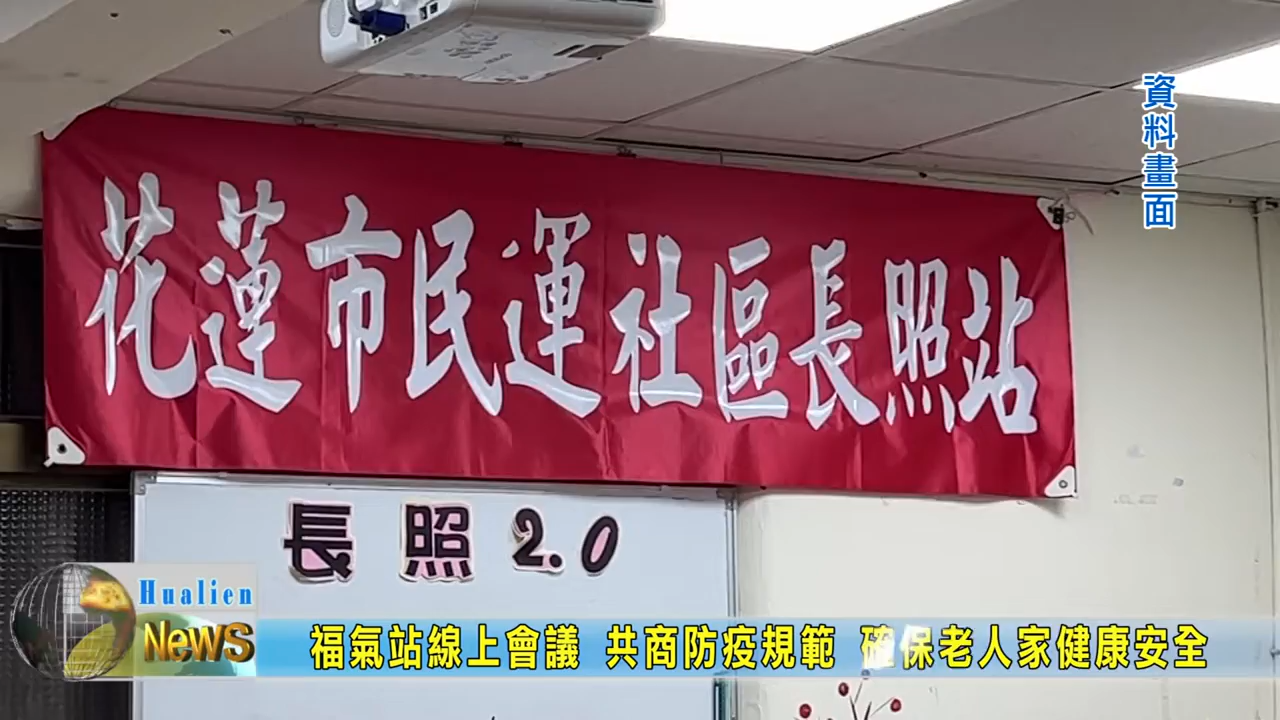 資料畫面
花蓮市民運社區長照站
長照2.0
Hualien
News
福氣站線上會議 共商防疫規範 確保老人家健康安全